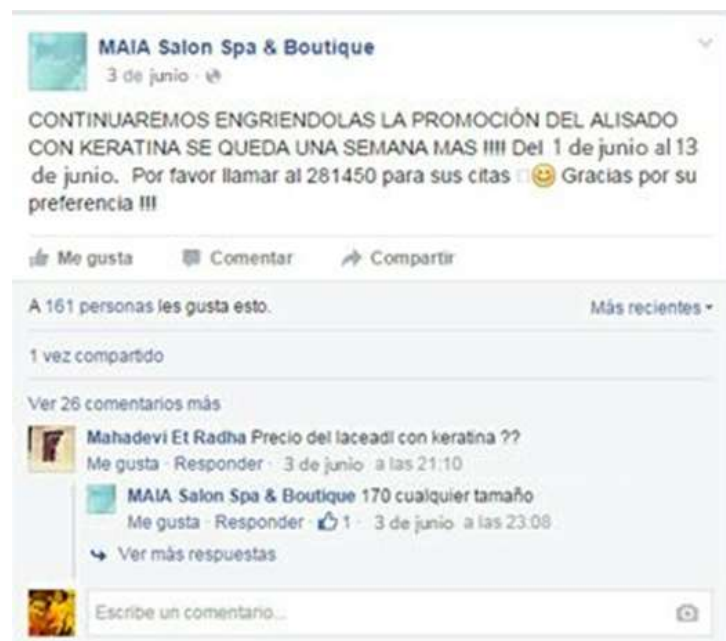 MAIA Salon Spa & Boutique
3 de junio
CONTINUAREMOS ENGRIENDOLAS LA PROMOCIÓN DEL ALISADO
CON KERATINA SE QUEDA UNA SEMANA MAS !!!! Del 1 de junio al 13
de junio. Por favor llamar al 281450 para sus citas 😊 Gracias por su
preferencia !!!
Me gusta Comentar Compartir
A 161 personas les gusta esto. Más recientes
1 vez compartido
Ver 26 comentarios más
Mahadevi Et Radha Precio del laceadl con keratina ??
Me gusta · Responder · 3 de junio a las 21:10
MAIA Salon Spa & Boutique 170 cualquier tamaño
Me gusta · Responder · 1 · 3 de junio a las 23:08
Ver más respuestas
Escribe un comentario...